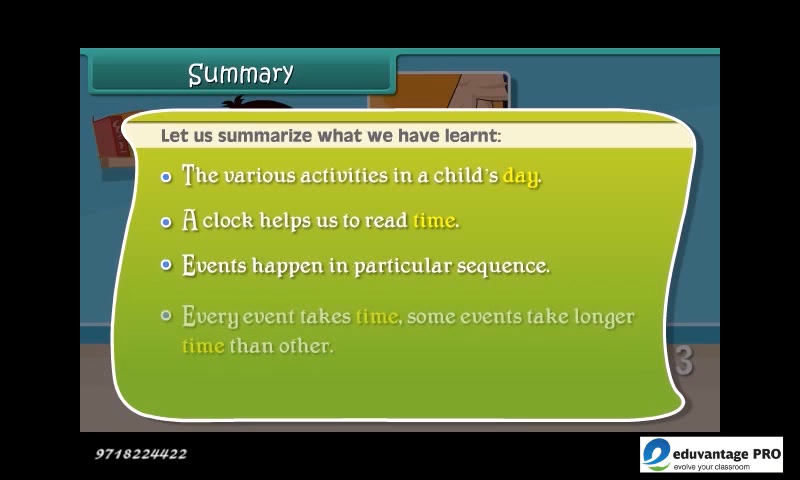 Summary
Let us summarize what we have learnt:
The various activities in a child's day.
A clock helps us to read time.
Events happen in particular sequence.
Every event takes time, some events take longer
time than other.
3
9718224422
eduvantage PRO
evolve your classroom